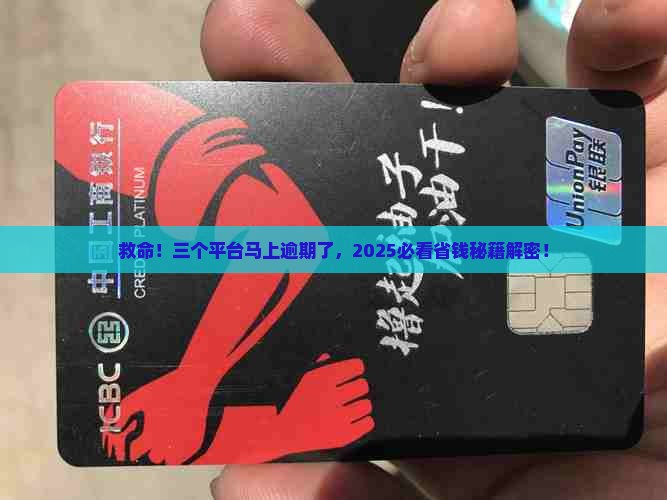 ICBC 中国工商银行
CREDIT PLATINUM
撸起袖子
加油干！
UnionPay
银联
救命！三个平台马上逾期了，2025必看省钱秘籍解密！